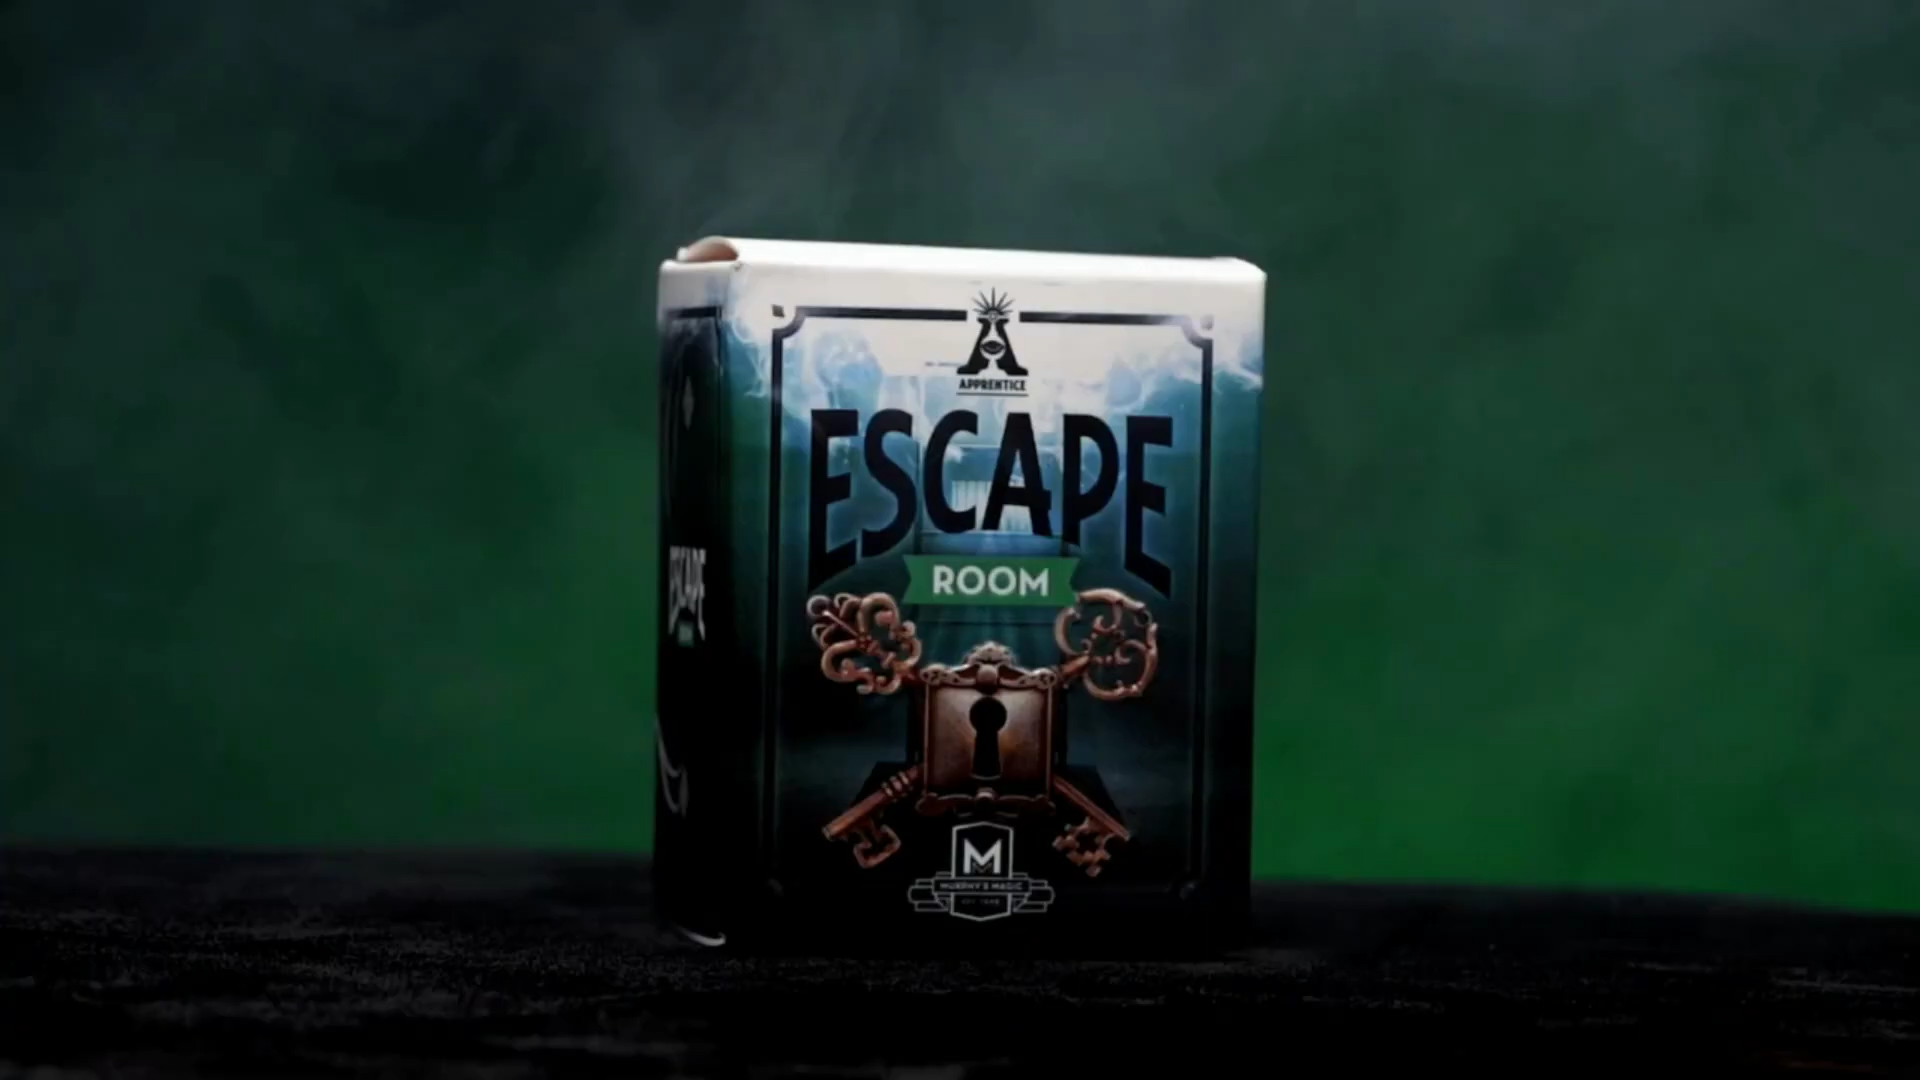 APPRENTICE
ESCAPE
ROOM
ESCAPE
M
MURPHY'S MAGIC